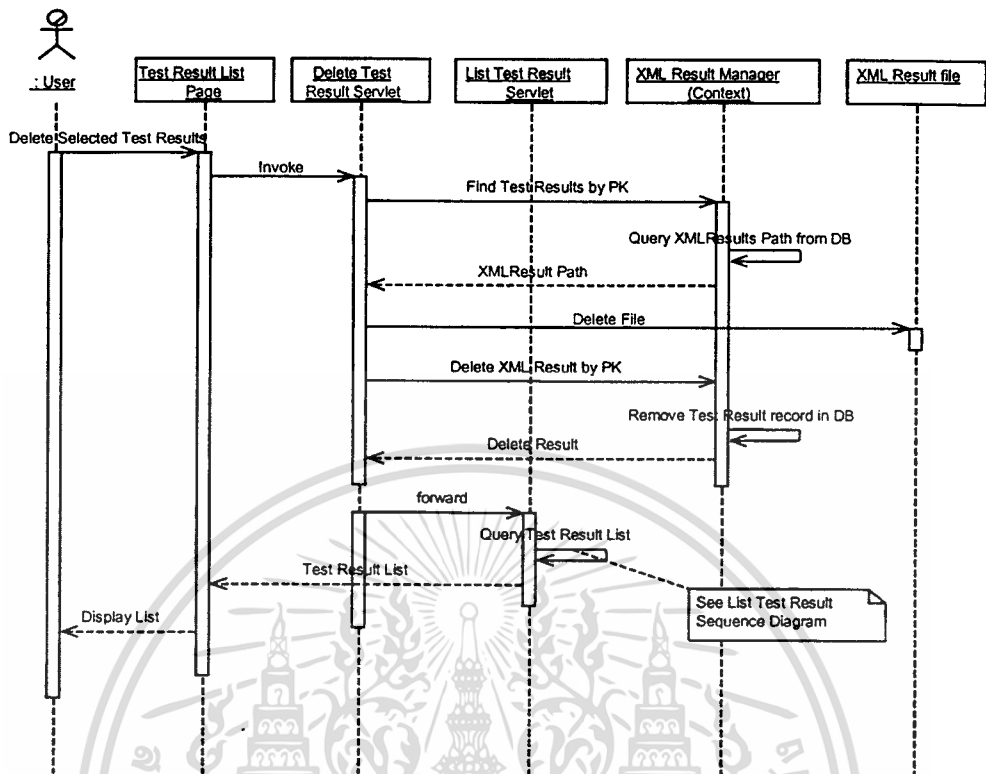 : User
Test Result List
Page
Delete Test
Result Servlet
List Test Result
Servlet
XML Result Manager
(Context)
XML Result file
Delete Selected Test Results
Invoke
Find Test Results by PK
Query XMLResults Path from DB
XMLResult Path
Delete File
Delete XML Result by PK
Remove Test Result record in DB
Delete Result
forward
Query Test Result List
Test Result List
See List Test Result
Sequence Diagram
Display List